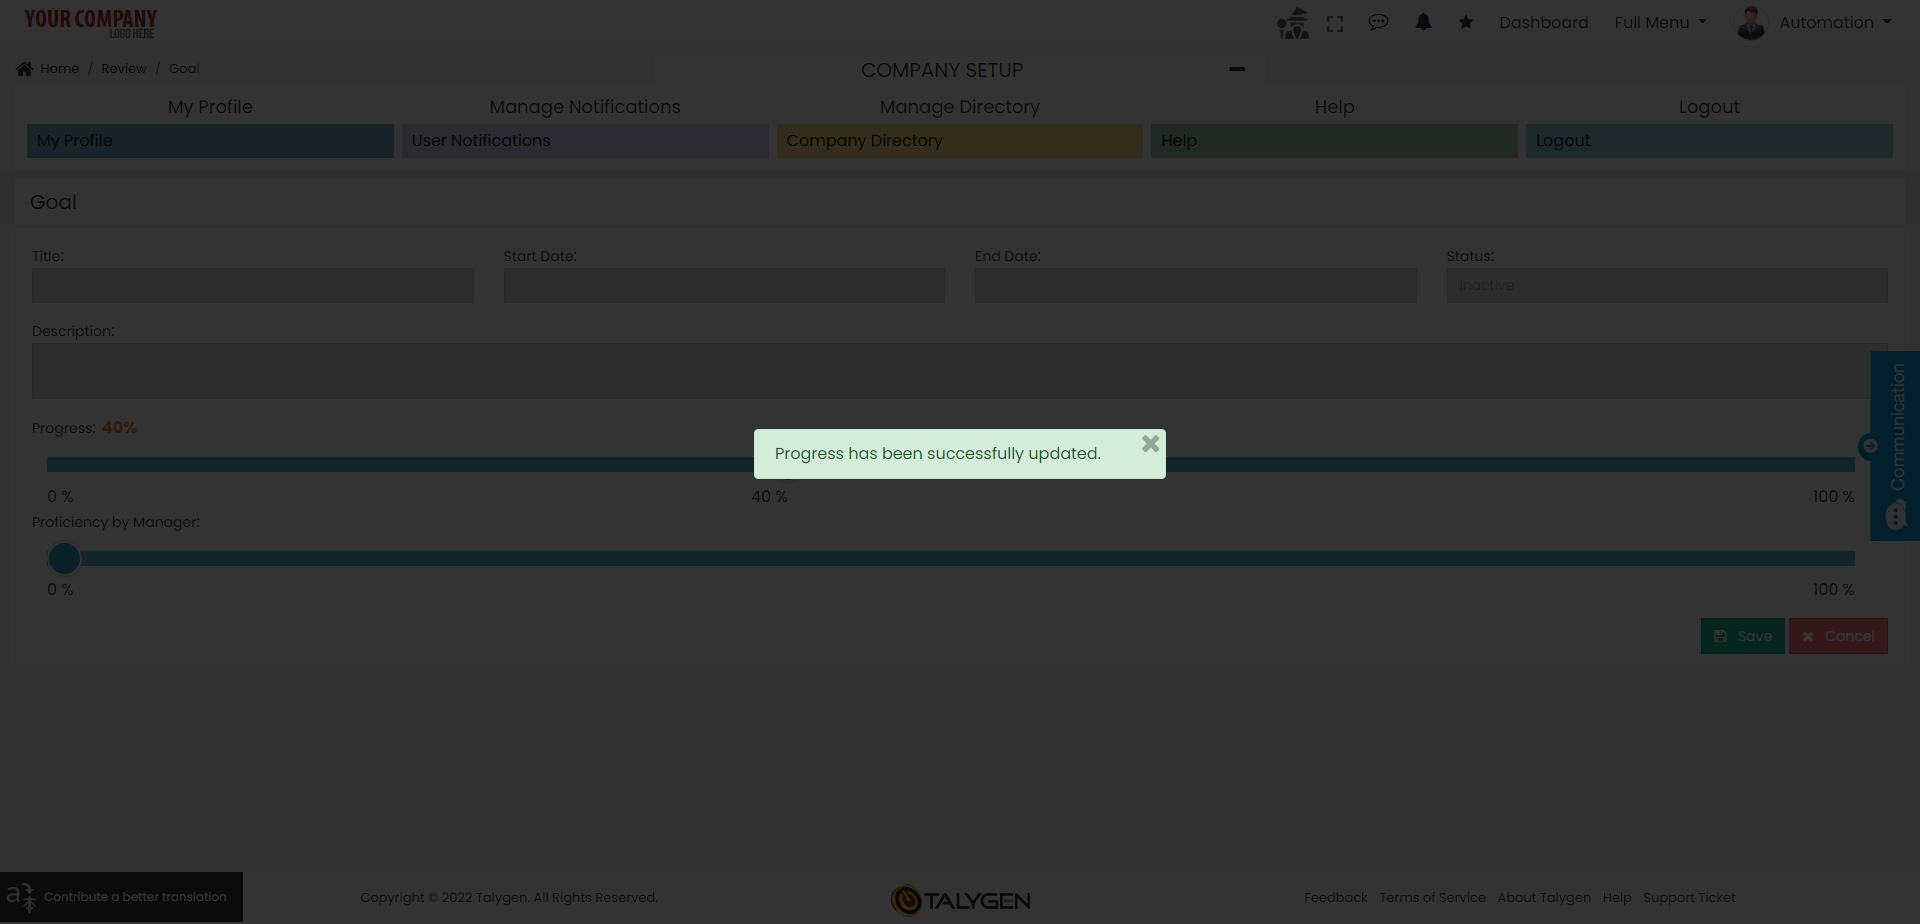 YOUR COMPANY
LOGO HERE
Dashboard
Full Menu
Automation
Home / Review / Goal
COMPANY SETUP
My Profile
Manage Notifications
Manage Directory
Help
Logout
My Profile
User Notifications
Company Directory
Help
Logout
Goal
Title:
Start Date:
End Date:
Status:
Inactive
Description:
Communication
Progress: 40%
Progress has been successfully updated.
0 %
40 %
100 %
Proficiency by Manager:
0 %
100 %
Save
Cancel
Contribute a better translation
Copyright © 2022 Talygen. All Rights Reserved.
TALYGEN
Feedback
Terms of Service
About Talygen
Help
Support Ticket